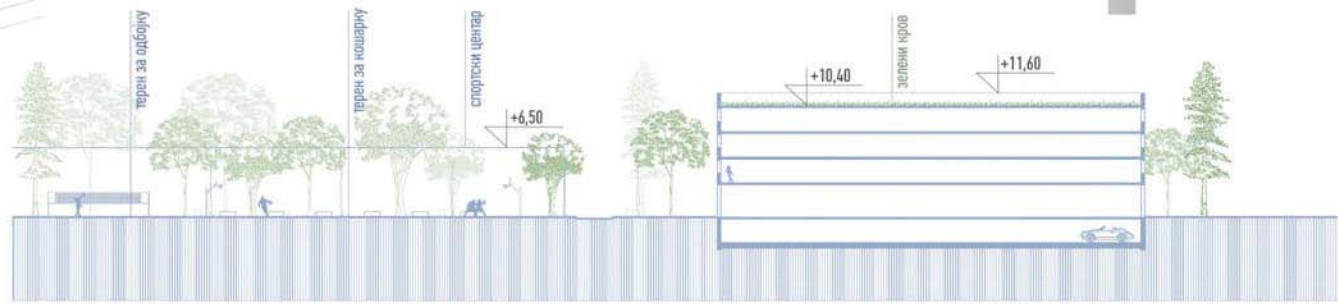 терен за одбојку
терен за кошарку
спортски центар
+6,50
+10,40
зелени кров
+11,60